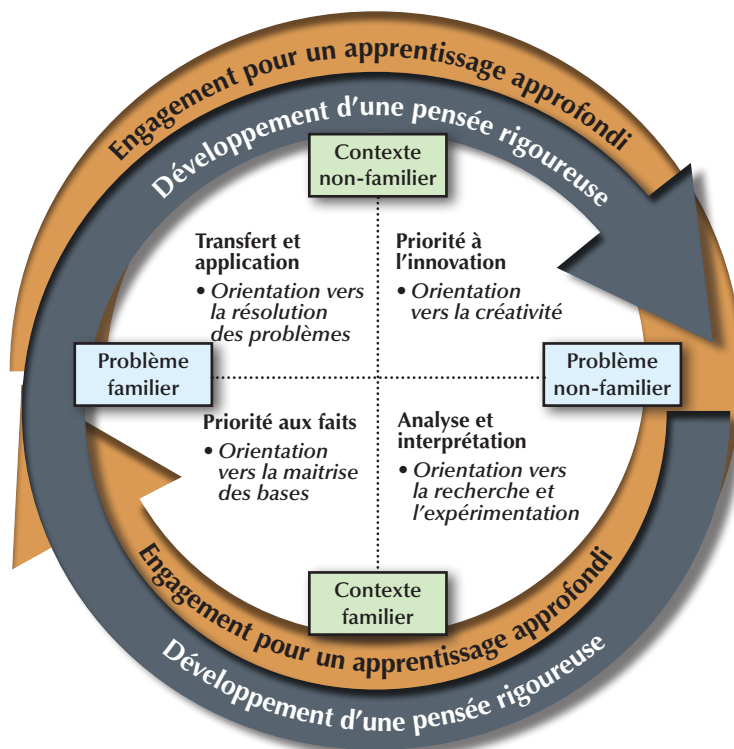 Engagement pour un apprentissage approfondi
Développement d'une pensée rigoureuse
Contexte
non-familier
Transfert et
application
• Orientation vers
la résolution
des problèmes
Priorité à
l'innovation
• Orientation
vers la créativité
Problème
familier
Problème
non-familier
Priorité aux faits
• Orientation
vers la maitrise
des bases
Analyse et
interprétation
• Orientation vers
la recherche et
l'expérimentation
Contexte
familier
Engagement pour un apprentissage approfondi
Développement d'une pensée rigoureuse